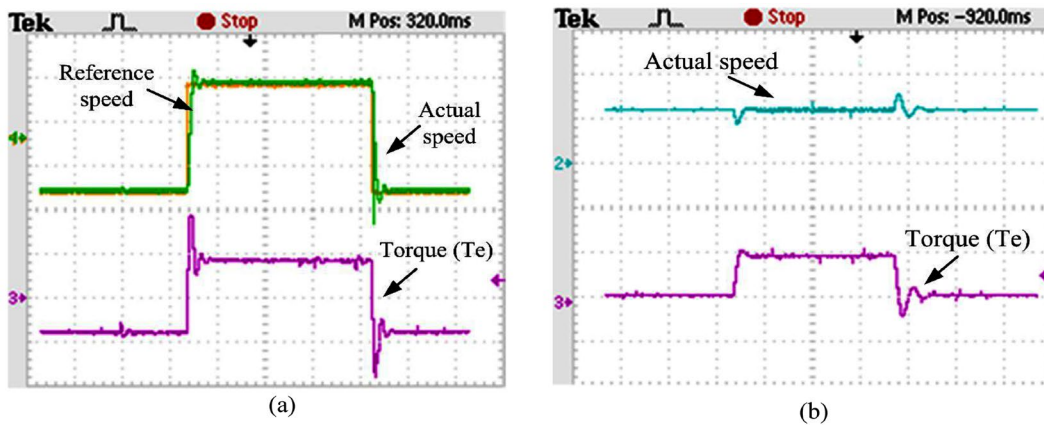 Tek Stop M Pos: 320.0ms
Reference
speed
Actual
speed
Torque (Te)
4
3
(a)
Tek Stop M Pos: -920.0ms
Actual speed
2
Torque (Te)
3
(b)